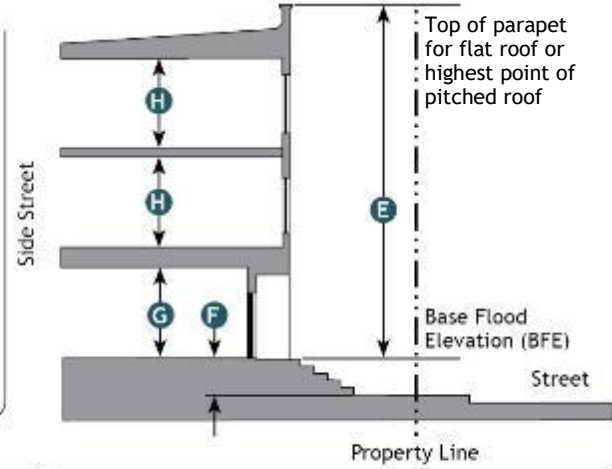 Top of parapet
for flat roof or
highest point of
pitched roof
H
H
Side Street
E
G
F
Base Flood
Elevation (BFE)
Street
Property Line